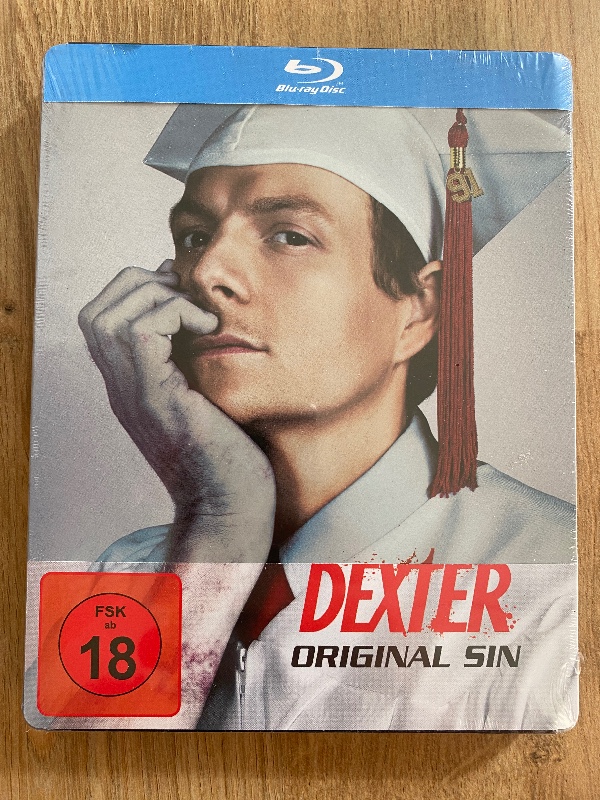 Blu-ray Disc
91
DEXTER
ORIGINAL SIN
FSK
ab
18